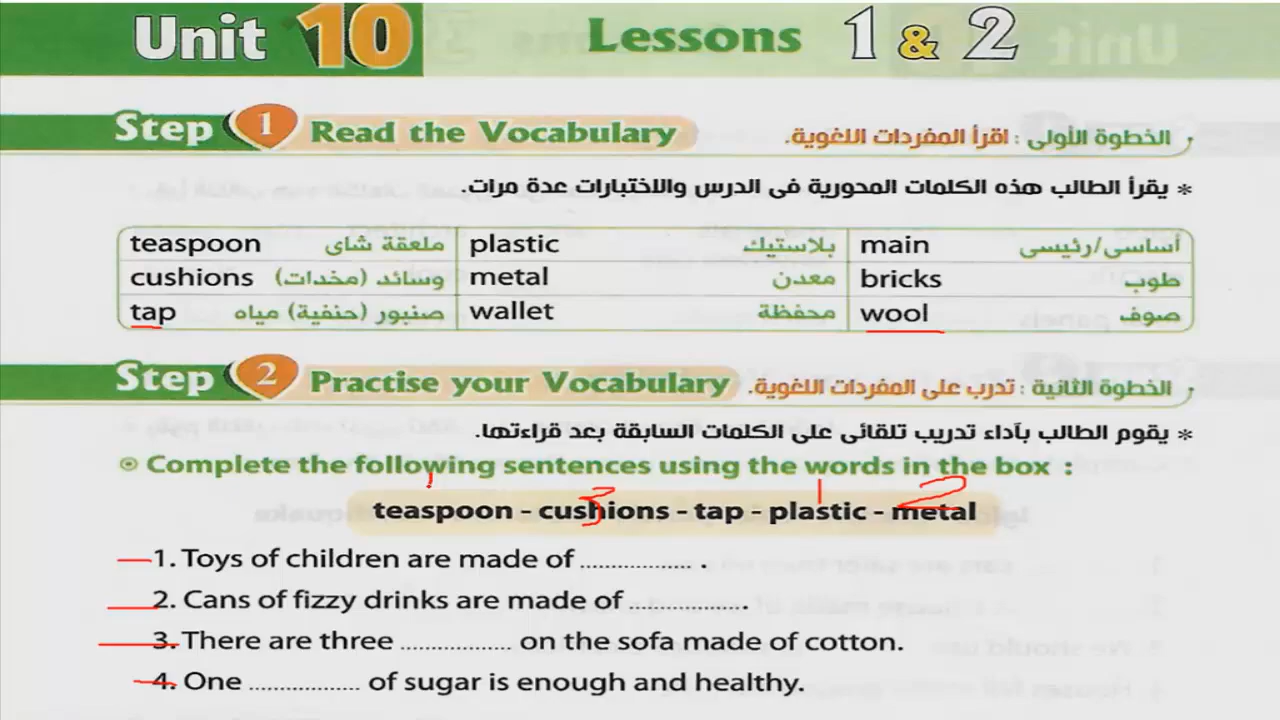 Unit 10 Lessons 1 & 2
Step 1 Read the Vocabulary الخطوة الأولى : اقرأ المفردات اللغوية.
* يقرأ الطالب هذه الكلمات المحورية فى الدرس والاختبارات عدة مرات.
teaspoon ملعقة شاى plastic بلاستيك main أساسى/رئيسى
cushions وسائد (مخدات) metal معدن bricks طوب
tap صنبور (حنفية) مياه wallet محفظة wool صوف
Step 2 Practise your Vocabulary الخطوة الثانية : تدرب على المفردات اللغوية.
* يقوم الطالب بآداء تدريب تلقائى على الكلمات السابقة بعد قراءتها.
Complete the following sentences using the words in the box :
teaspoon - cushions - tap - plastic - metal
1. Toys of children are made of .................. .
2. Cans of fizzy drinks are made of .................. .
3. There are three .................. on the sofa made of cotton.
4. One .................. of sugar is enough and healthy.